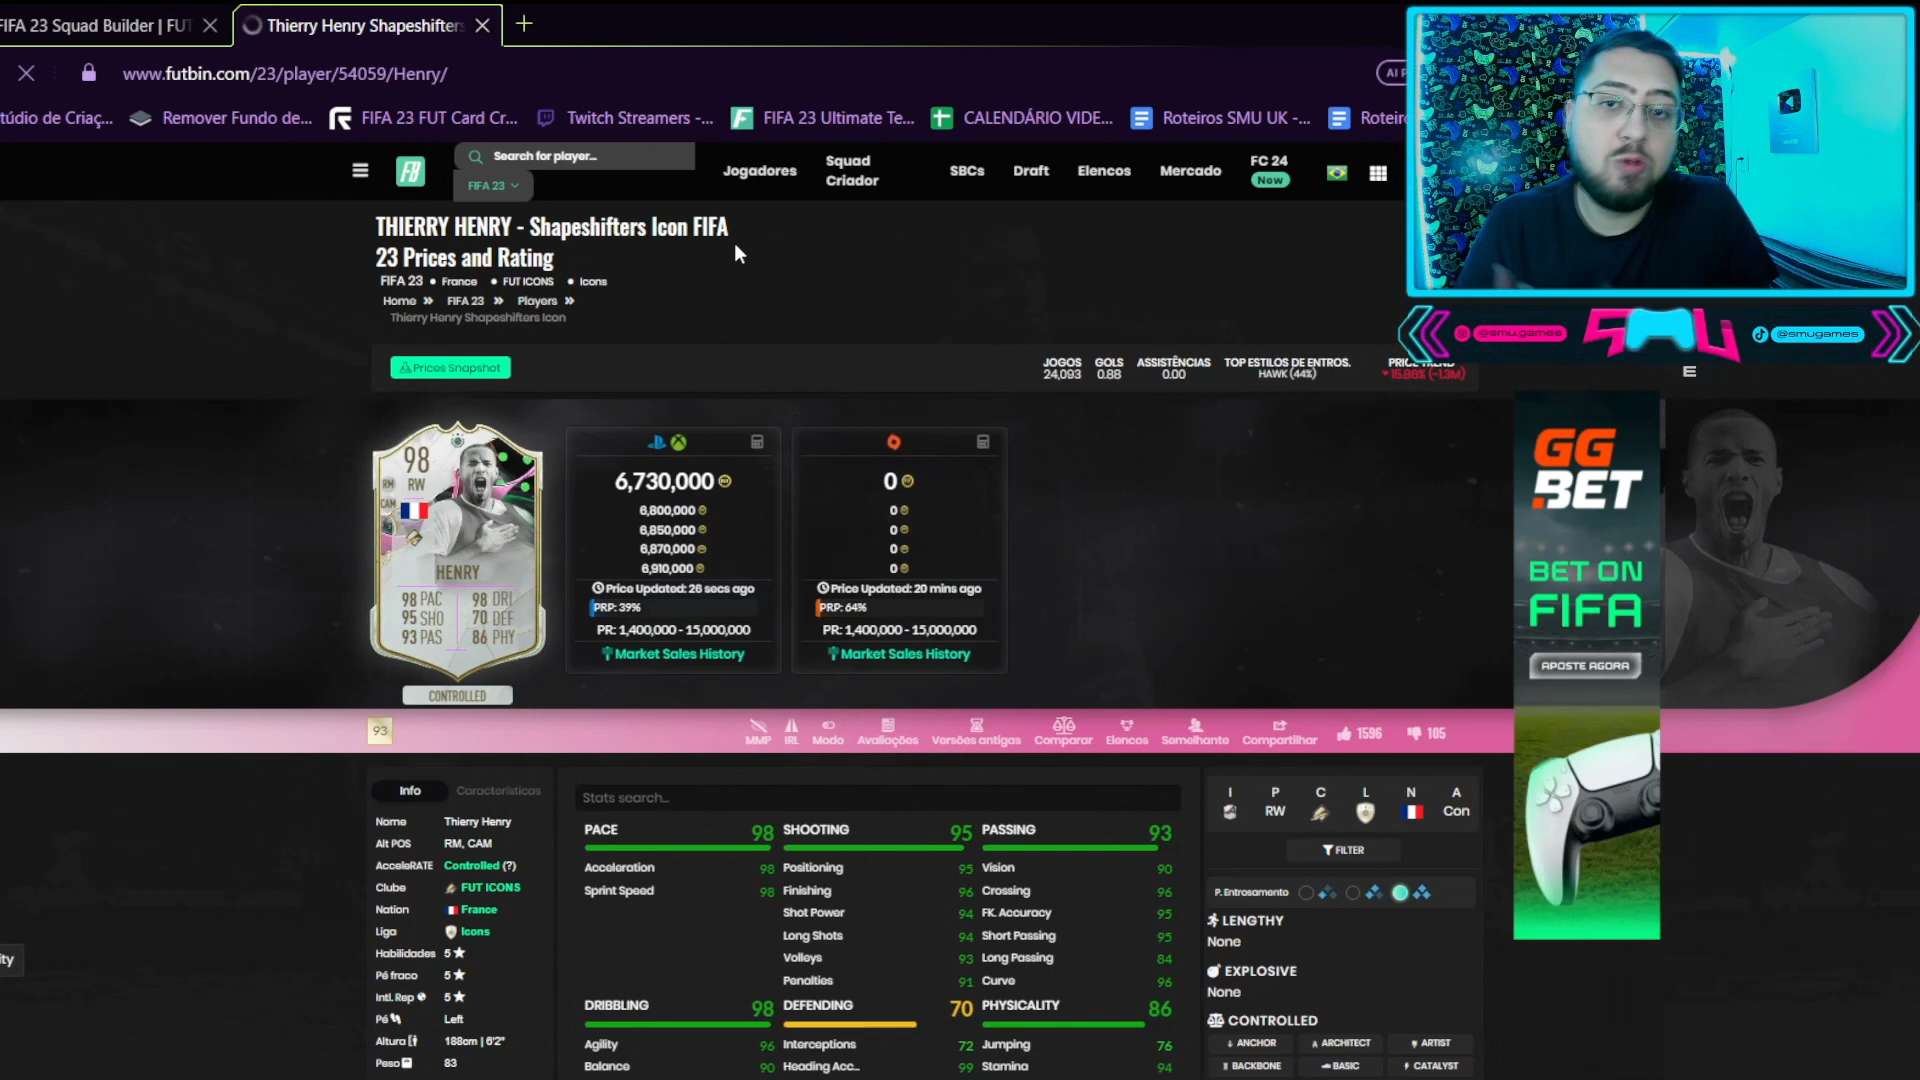 FIFA 23 Squad Builder | FUT
Thierry Henry Shapeshifters
www.futbin.com/23/player/54059/Henry/
túdio de Criaç...
Remover Fundo de...
FIFA 23 FUT Card Cr...
Twitch Streamers -...
FIFA 23 Ultimate Te...
CALENDÁRIO VIDE...
Roteiros SMU UK -...
Roteir
Search for player...
FIFA 23
Jogadores
Squad Criador
SBCs
Draft
Elencos
Mercado
FC 24
New
THIERRY HENRY - Shapeshifters Icon FIFA
23 Prices and Rating
FIFA 23 • France • FUT ICONS • Icons
Home » FIFA 23 » Players »
Thierry Henry Shapeshifters Icon
@smu.games
SMU
@smugames
Prices Snapshot
JOGOS
24,093
GOLS
0.88
ASSISTÊNCIAS
0.00
TOP ESTILOS DE ENTROS.
HAWK (44%)
98
RW
RM
CAM
HENRY
98 PAC 98 DRI
95 SHO 70 DEF
93 PAS 86 PHY
CONTROLLED
6,730,000
6,800,000
6,850,000
6,870,000
6,910,000
Price Updated: 26 secs ago
PRP: 39%
PR: 1,400,000 - 15,000,000
Market Sales History
0
0
0
0
0
Price Updated: 20 mins ago
PRP: 64%
PR: 1,400,000 - 15,000,000
Market Sales History
GG
.BET
BET ON
FIFA
APOSTE AGORA
93
MMP
IRL
Modo
Avaliações
Versões antigas
Comparar
Elencos
Semelhante
Compartilhar
1596
105
Info
Características
Nome Thierry Henry
Alt POS RM, CAM
AcceleRATE Controlled (?)
Clube FUT ICONS
Nation France
Liga Icons
Habilidades 5
Pé fraco 5
Intl. Rep 5
Pé Left
Altura 188cm | 6'2"
Peso 83
ity
Stats search...
PACE 98
Acceleration 98
Sprint Speed 98
SHOOTING 95
Positioning 95
Finishing 96
Shot Power 94
Long Shots 94
Volleys 93
Penalties 91
PASSING 93
Vision 90
Crossing 96
FK. Accuracy 95
Short Passing 95
Long Passing 84
Curve 96
DRIBBLING 98
Agility 96
Balance 90
DEFENDING 70
Interceptions 72
Heading Acc... 99
PHYSICALITY 86
Jumping 76
Stamina 94
I P C L N A
RW Con
FILTER
P. Entrosamento
LENGTHY
None
EXPLOSIVE
None
CONTROLLED
ANCHOR ARCHITECT ARTIST
BACKBONE BASIC CATALYST